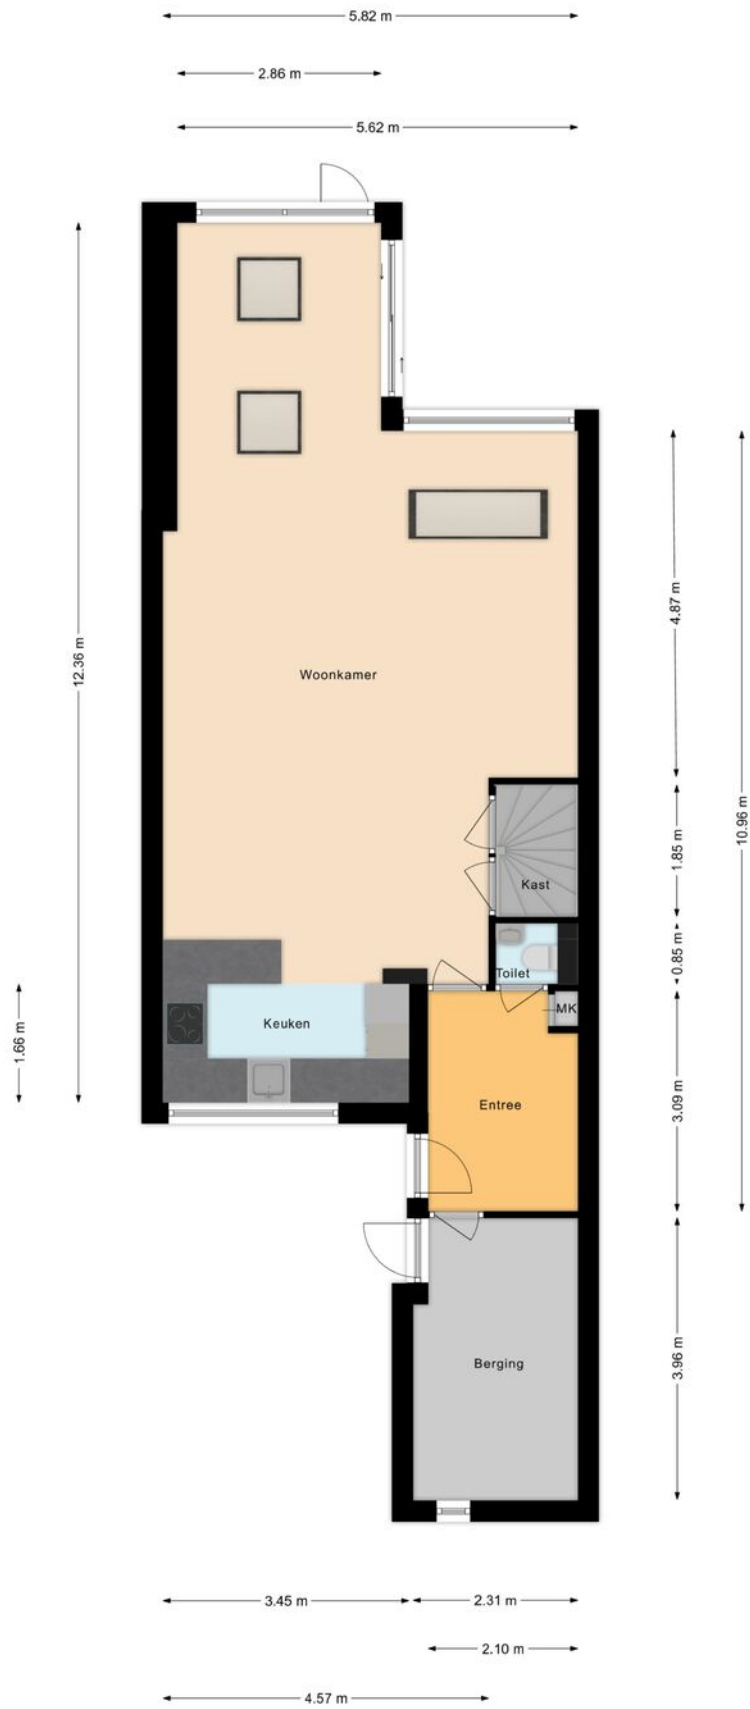 5.82 m
2.86 m
5.62 m
12.36 m
4.87 m
10.96 m
Woonkamer
1.85 m
Kast
0.85 m
Toilet
1.66 m
Keuken
MK
3.09 m
Entree
3.96 m
Berging
3.45 m
2.31 m
2.10 m
4.57 m